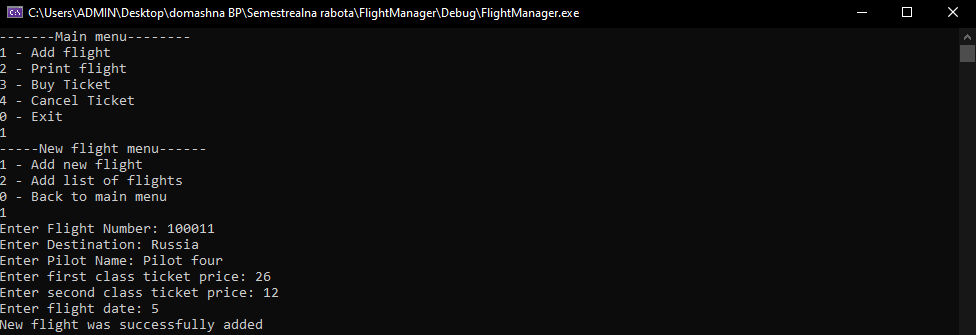 C:\Users\ADMIN\Desktop\domashna BP\Semestrealna rabota\FlightManager\Debug\FlightManager.exe
-------Main menu--------
1 - Add flight
2 - Print flight
3 - Buy Ticket
4 - Cancel Ticket
0 - Exit
1
-----New flight menu------
1 - Add new flight
2 - Add list of flights
0 - Back to main menu
1
Enter Flight Number: 100011
Enter Destination: Russia
Enter Pilot Name: Pilot four
Enter first class ticket price: 26
Enter second class ticket price: 12
Enter flight date: 5
New flight was successfully added